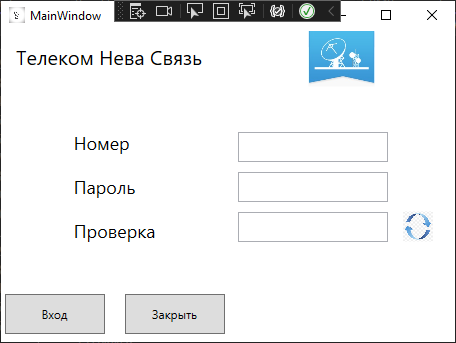 MainWindow
Телеком Нева Связь
Номер
Пароль
Проверка
Вход
Закрыть